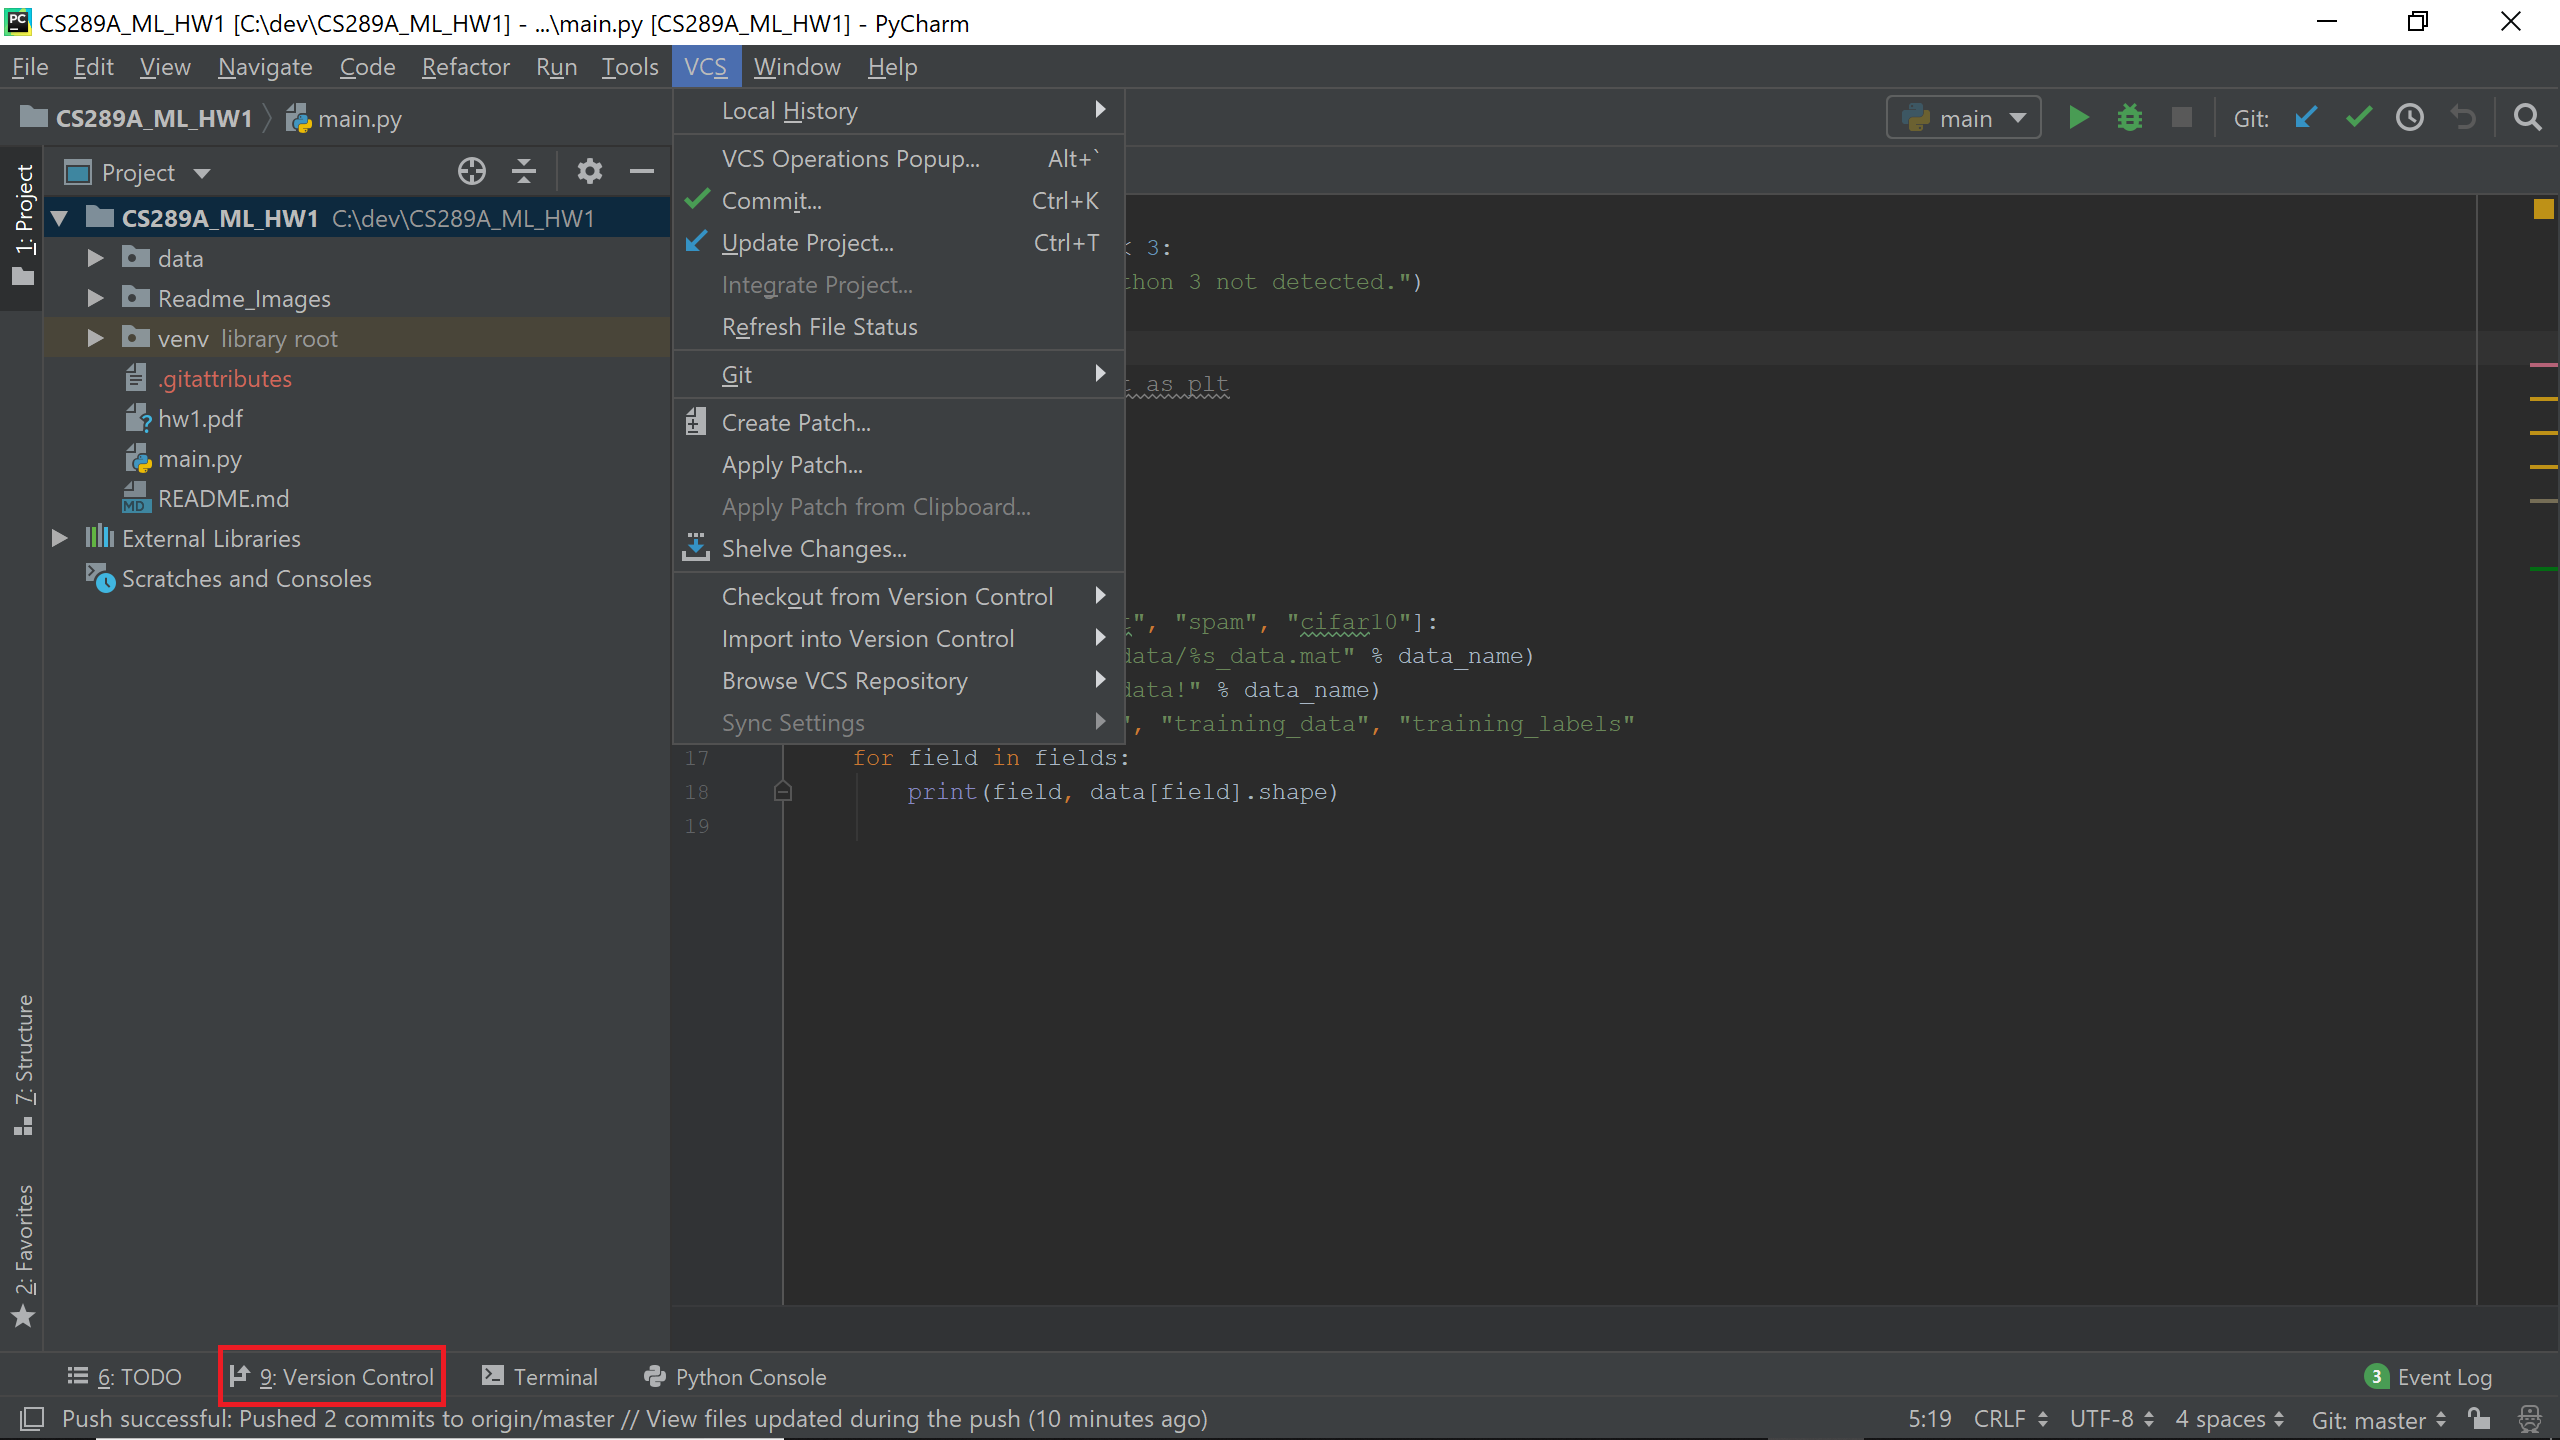 CS289A_ML_HW1 [C:\dev\CS289A_ML_HW1] - ...\main.py [CS289A_ML_HW1] - PyCharm
File Edit View Navigate Code Refactor Run Tools VCS Window Help
CS289A_ML_HW1 main.py
main Git:
1: Project
Project
CS289A_ML_HW1 C:\dev\CS289A_ML_HW1
data
Readme_Images
venv library root
.gitattributes
hw1.pdf
main.py
README.md
External Libraries
Scratches and Consoles
Local History
VCS Operations Popup... Alt+`
Commit... Ctrl+K
Update Project... Ctrl+T
Integrate Project...
Refresh File Status
Git
Create Patch...
Apply Patch...
Apply Patch from Clipboard...
Shelve Changes...
Checkout from Version Control
Import into Version Control
Browse VCS Repository
Sync Settings
< 3:
thon 3 not detected.")
t as plt
", "spam", "cifar10"]:
data/%s_data.mat" % data_name)
data!" % data_name)
", "training_data", "training_labels"
17 for field in fields:
18 print(field, data[field].shape)
19
7: Structure
2: Favorites
6: TODO 9: Version Control Terminal Python Console 3 Event Log
Push successful: Pushed 2 commits to origin/master // View files updated during the push (10 minutes ago) 5:19 CRLF UTF-8 4 spaces Git: master